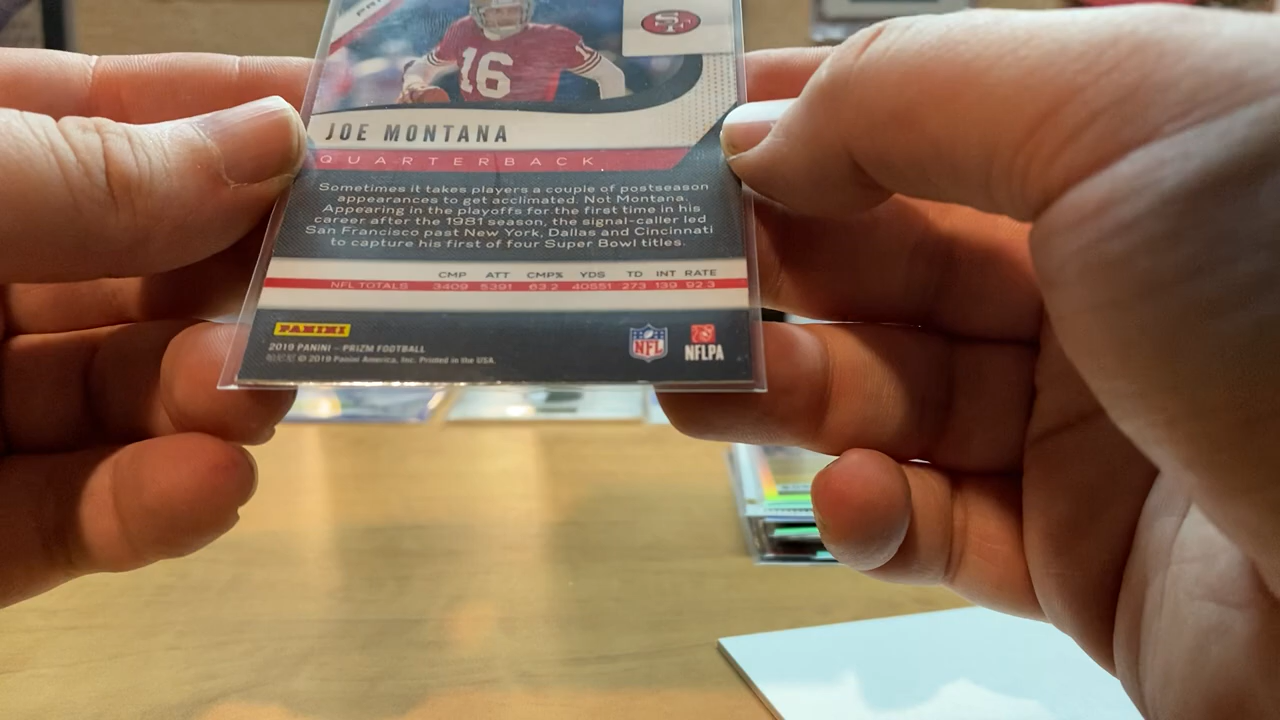 SF
16
JOE MONTANA
QUARTERBACK
Sometimes it takes players a couple of postseason
appearances to get acclimated. Not Montana.
Appearing in the playoffs for the first time in his
career after the 1981 season, the signal-caller led
San Francisco past New York, Dallas and Cincinnati
to capture his first of four Super Bowl titles.
CMP ATT CMP% YDS TD INT RATE
NFL TOTALS 3409 5391 63.2 40551 273 139 92.3
PANINI
2019 PANINI – PRIZM FOOTBALL
© 2019 Panini America, Inc. Printed in the USA.
NFL
NFLPA